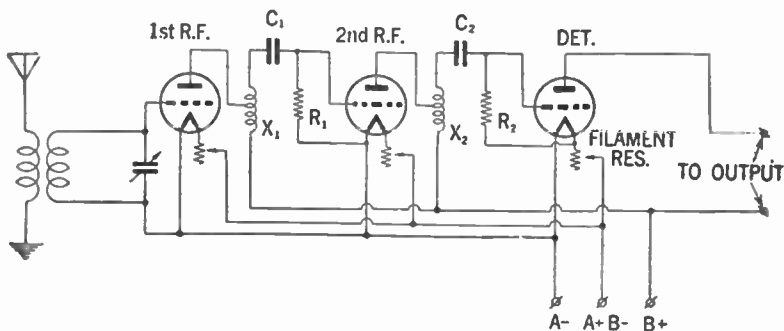 1st R.F.
C1
2nd R.F.
C2
DET.
R1
X1
R2
X2
FILAMENT
RES.
TO OUTPUT
A-
A+ B-
B+